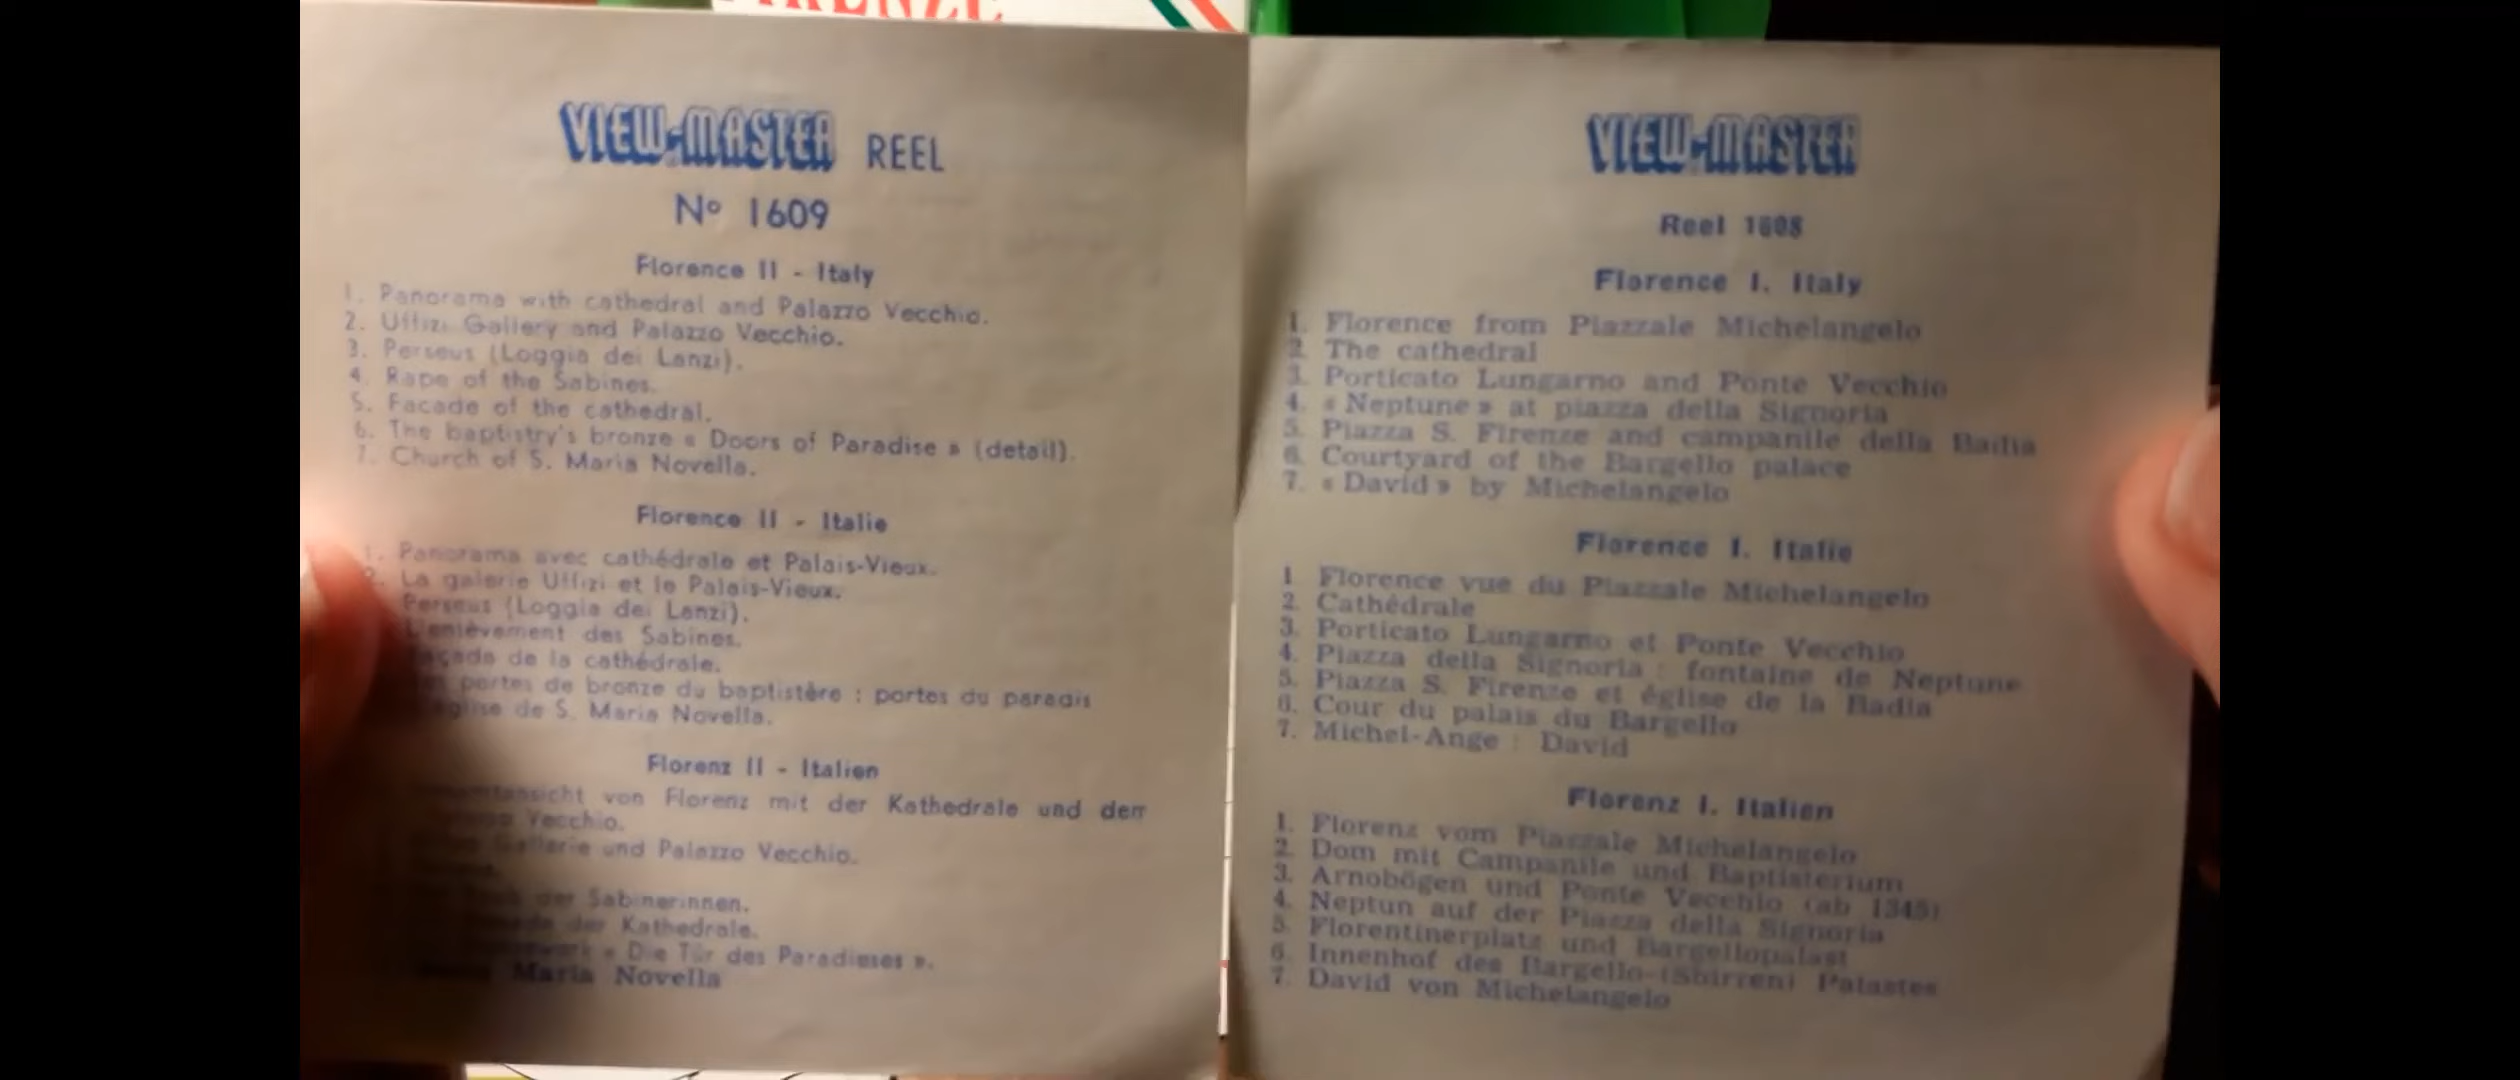 FIRENZE
VIEW-MASTER REEL
Nº 1609
Florence II - Italy
1. Panorama with cathedral and Palazzo Vecchio.
2. Uffizi Gallery and Palazzo Vecchio.
3. Perseus (Loggia dei Lanzi).
4. Rape of the Sabines.
5. Facade of the cathedral.
6. The baptistry's bronze « Doors of Paradise » (detail).
7. Church of S. Maria Novella.
Florence II - Italie
1. Panorama avec cathédrale et Palais-Vieux.
2. La galerie Uffizi et le Palais-Vieux.
Perseus (Loggia dei Lanzi).
L'enlèvement des Sabines.
de la cathédrale.
portes de bronze du baptistère : portes du paradis
de S. Maria Novella.
Florenz II - Italien
von Florenz mit der Kathedrale und dem
Vecchio.
Gallerie und Palazzo Vecchio.
der Sabinerinnen.
der Kathedrale.
« Die Tür des Paradieses ».
Maria Novella
VIEW-MASTER
Reel 1608
Florence I. Italy
1. Florence from Piazzale Michelangelo
2. The cathedral
3. Porticato Lungarno and Ponte Vecchio
4. « Neptune » at piazza della Signoria
5. Piazza S. Firenze and campanile della Badia
6. Courtyard of the Bargello palace
7. « David » by Michelangelo
Florence I. Italie
1 Florence vue du Piazzale Michelangelo
2. Cathédrale
3. Porticato Lungarno et Ponte Vecchio
4. Piazza della Signoria : fontaine de Neptune
5. Piazza S. Firenze et église de la Badia
6. Cour du palais du Bargello
7. Michel-Ange : David
Florenz I. Italien
1. Florenz vom Piazzale Michelangelo
2. Dom mit Campanile und Baptisterium
3. Arnobögen und Ponte Vecchio (ab 1345)
4. Neptun auf der Piazza della Signoria
5. Florentinerplatz und Bargellopalast
6. Innenhof des Bargello-(Sbirren) Palastes
7. David von Michelangelo